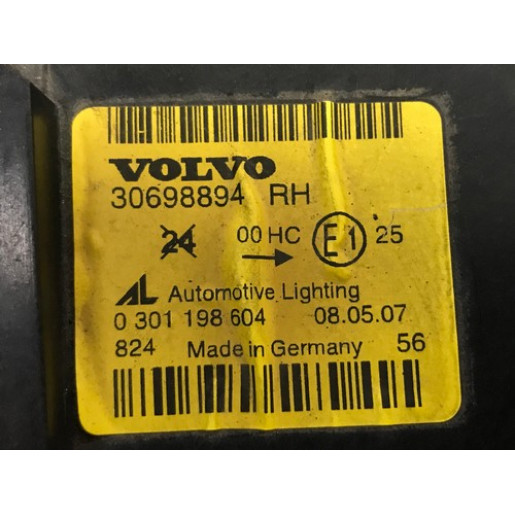 VOLVO
30698894 RH
24 00 HC → E1 25
AL Automotive Lighting
0 301 198 604 08.05.07
824 Made in Germany 56